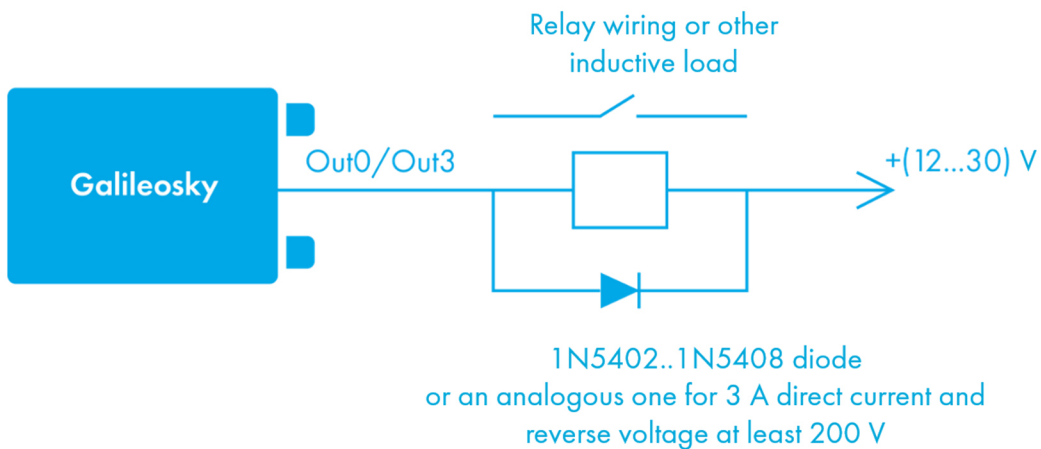 Relay wiring or other
inductive load
Out0/Out3
+(12...30) V
Galileosky
1N5402..1N5408 diode
or an analogous one for 3 A direct current and
reverse voltage at least 200 V